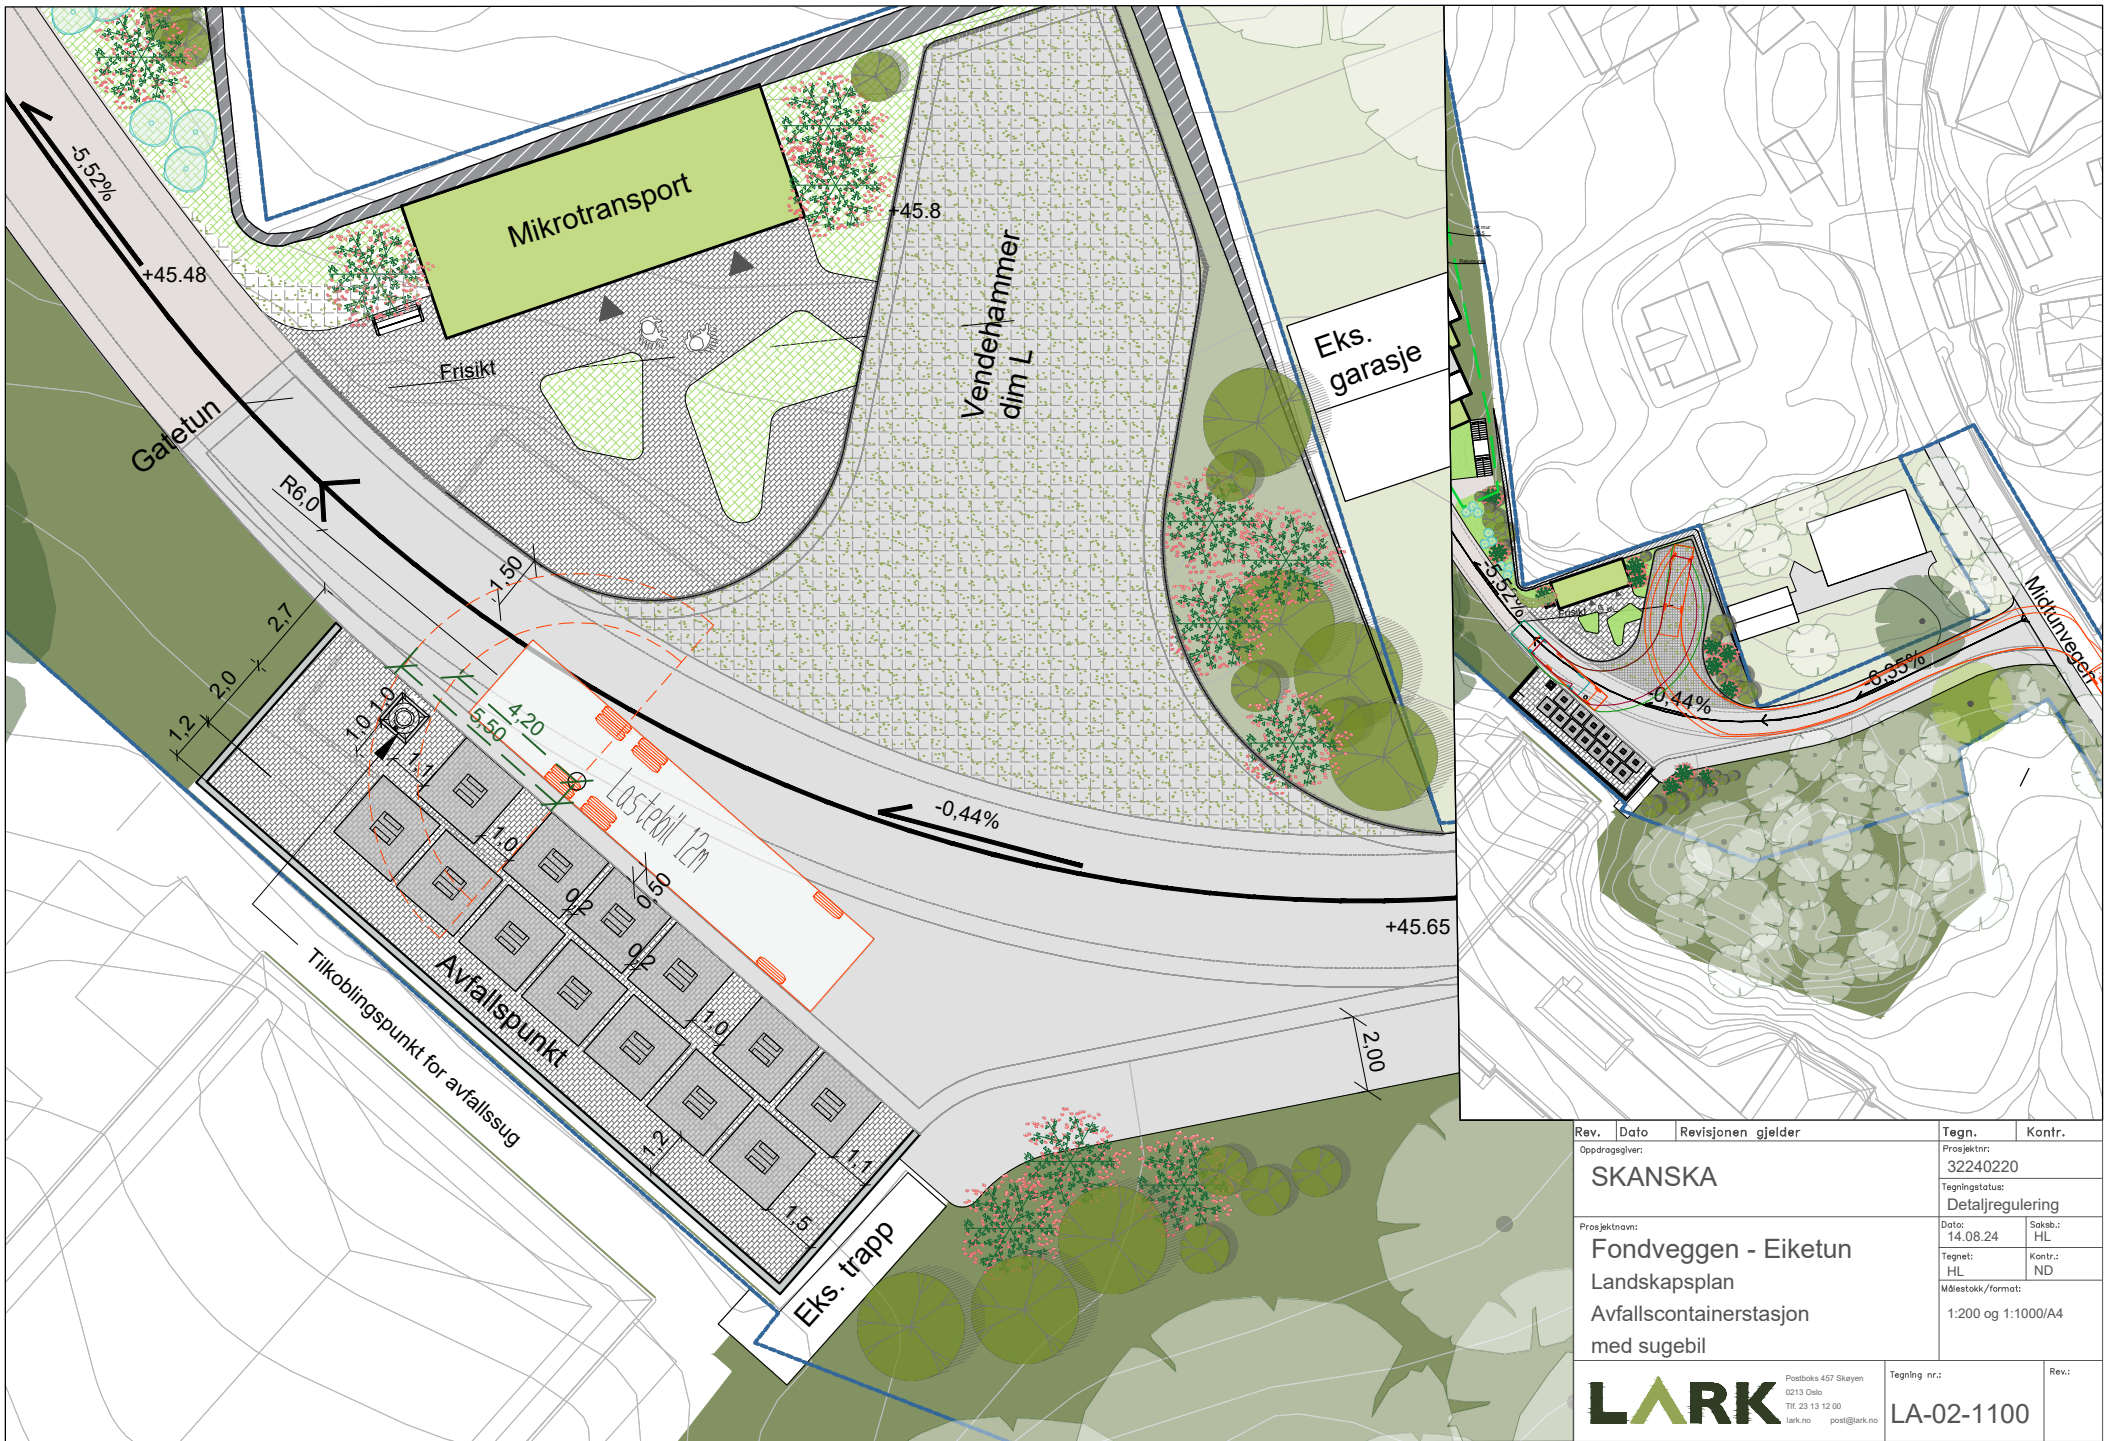 -5,52%
+45.48
Mikrotransport
+45.8
Vendehammer
dim L
Frisikt
Gatetun
R6,0
1,50
Eks.
garasje
2,7
2,0
1,2
1,0
1,0
1,1
4,20
5,50
Lastebil 12m
-0,44%
+45.65
1,0
0,2
0,50
0,2
1,0
Avfallspunkt
Tilkoblingspunkt for avfallssug
1,2
1,1
1,5
2,00
Eks. trapp
-5,52%
Frisikt
-0,44%
-6,35%
Midtunvegen
Rev.
Dato
Revisjonen gjelder
Tegn.
Kontr.
Oppdragsgiver:
SKANSKA
Prosjektnr:
32240220
Tegningstatus:
Detaljregulering
Prosjektnavn:
Fondveggen - Eiketun
Landskapsplan
Avfallscontainerstasjon
med sugebil
Dato:
14.08.24
Saksb.:
HL
Tegnet:
HL
Kontr.:
ND
Målestokk/format:
1:200 og 1:1000/A4
LARK
Postboks 457 Skøyen
0213 Oslo
Tlf. 23 13 12 00
lark.no post@lark.no
Tegning nr.:
LA-02-1100
Rev.: